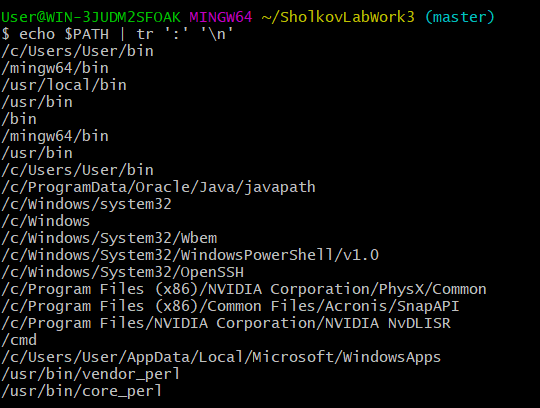 User@WIN-3JUDM2SFOAK MINGW64 ~/SholkovLabWork3 (master)
$ echo $PATH | tr ':' '\n'
/c/Users/User/bin
/mingw64/bin
/usr/local/bin
/usr/bin
/bin
/mingw64/bin
/usr/bin
/c/Users/User/bin
/c/ProgramData/Oracle/Java/javapath
/c/Windows/system32
/c/Windows
/c/Windows/System32/Wbem
/c/Windows/System32/WindowsPowerShell/v1.0
/c/Windows/System32/OpenSSH
/c/Program Files (x86)/NVIDIA Corporation/PhysX/Common
/c/Program Files (x86)/Common Files/Acronis/SnapAPI
/c/Program Files/NVIDIA Corporation/NVIDIA NvDLISR
/cmd
/c/Users/User/AppData/Local/Microsoft/WindowsApps
/usr/bin/vendor_perl
/usr/bin/core_perl